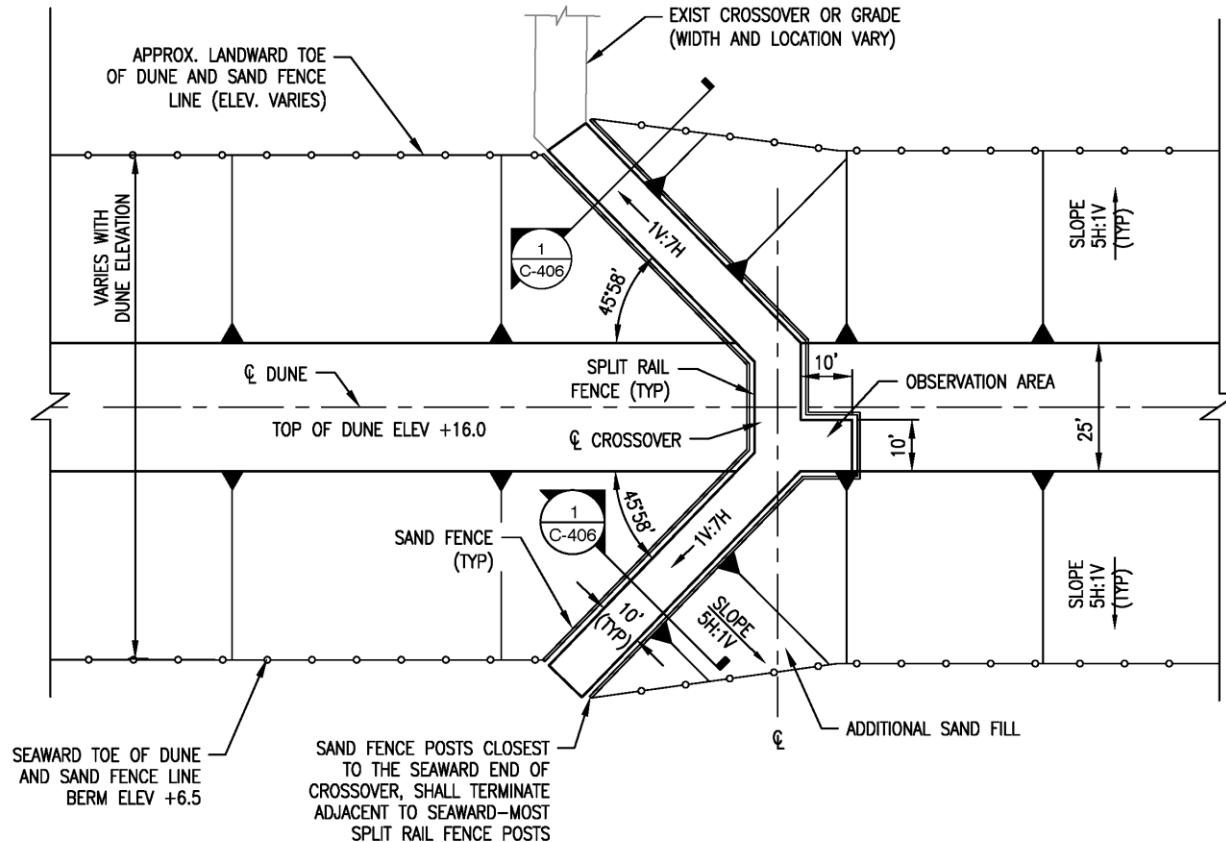 EXIST CROSSOVER OR GRADE
(WIDTH AND LOCATION VARY)
APPROX. LANDWARD TOE
OF DUNE AND SAND FENCE
LINE (ELEV. VARIES)
VARIES WITH
DUNE ELEVATION
1
C-406
1V:7H
45°58'
SLOPE
5H:1V
(TYP)
℄ DUNE
TOP OF DUNE ELEV +16.0
SPLIT RAIL
FENCE (TYP)
℄ CROSSOVER
10'
OBSERVATION AREA
10'
25'
45°58'
1
C-406
SAND FENCE
(TYP)
1V:7H
10'
(TYP)
SLOPE
5H:1V
SLOPE
5H:1V
(TYP)
SEAWARD TOE OF DUNE
AND SAND FENCE LINE
BERM ELEV +6.5
SAND FENCE POSTS CLOSEST
TO THE SEAWARD END OF
CROSSOVER, SHALL TERMINATE
ADJACENT TO SEAWARD-MOST
SPLIT RAIL FENCE POSTS
℄
ADDITIONAL SAND FILL